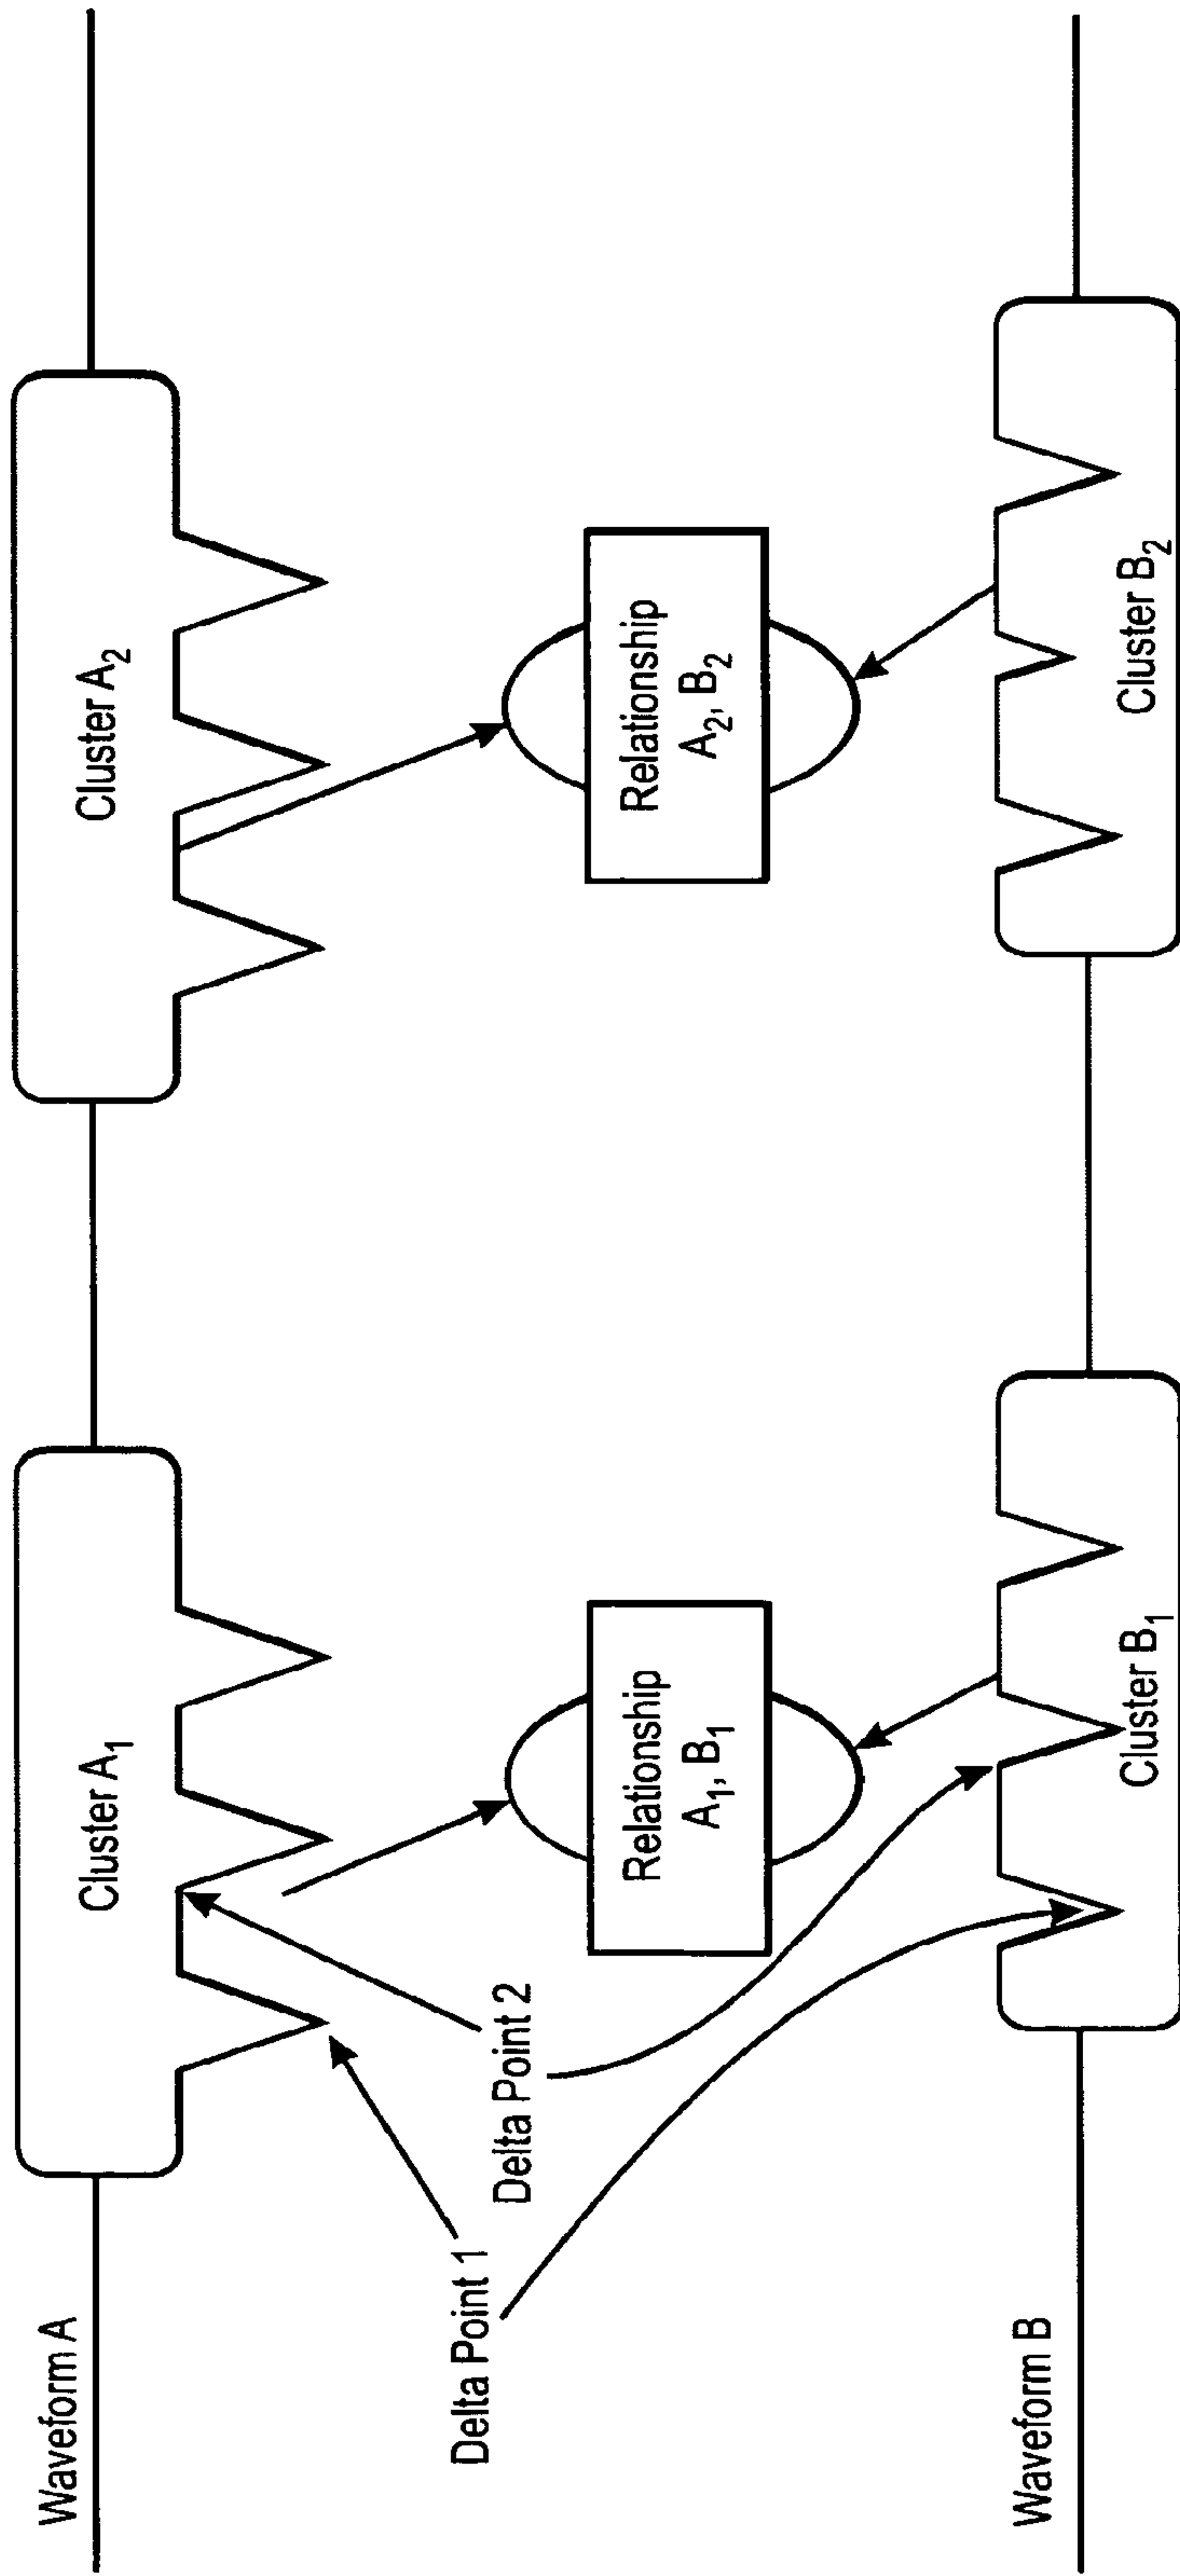 Waveform A
Cluster A₁
Cluster A₂
Delta Point 1
Delta Point 2
Relationship
A₁, B₁
Relationship
A₂, B₂
Waveform B
Cluster B₁
Cluster B₂